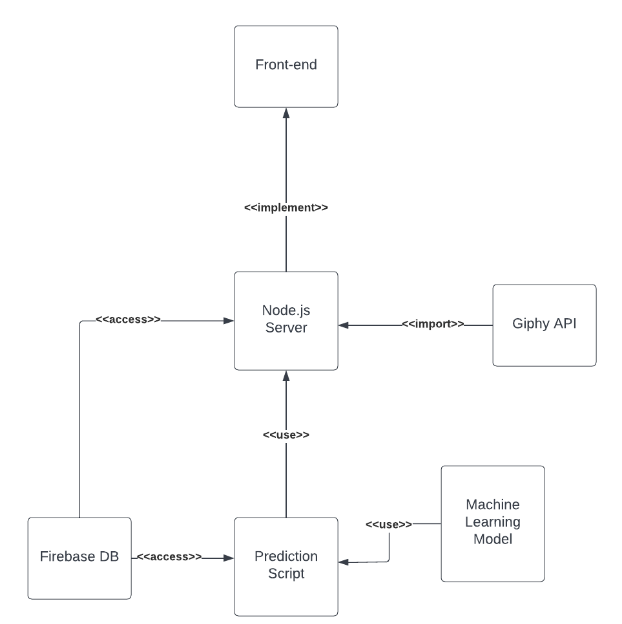 Front-end
<<implement>>
Node.js
Server
<<access>>
<<import>>
Giphy API
<<use>>
Machine
Learning
Model
<<use>>
Firebase DB
<<access>>
Prediction
Script